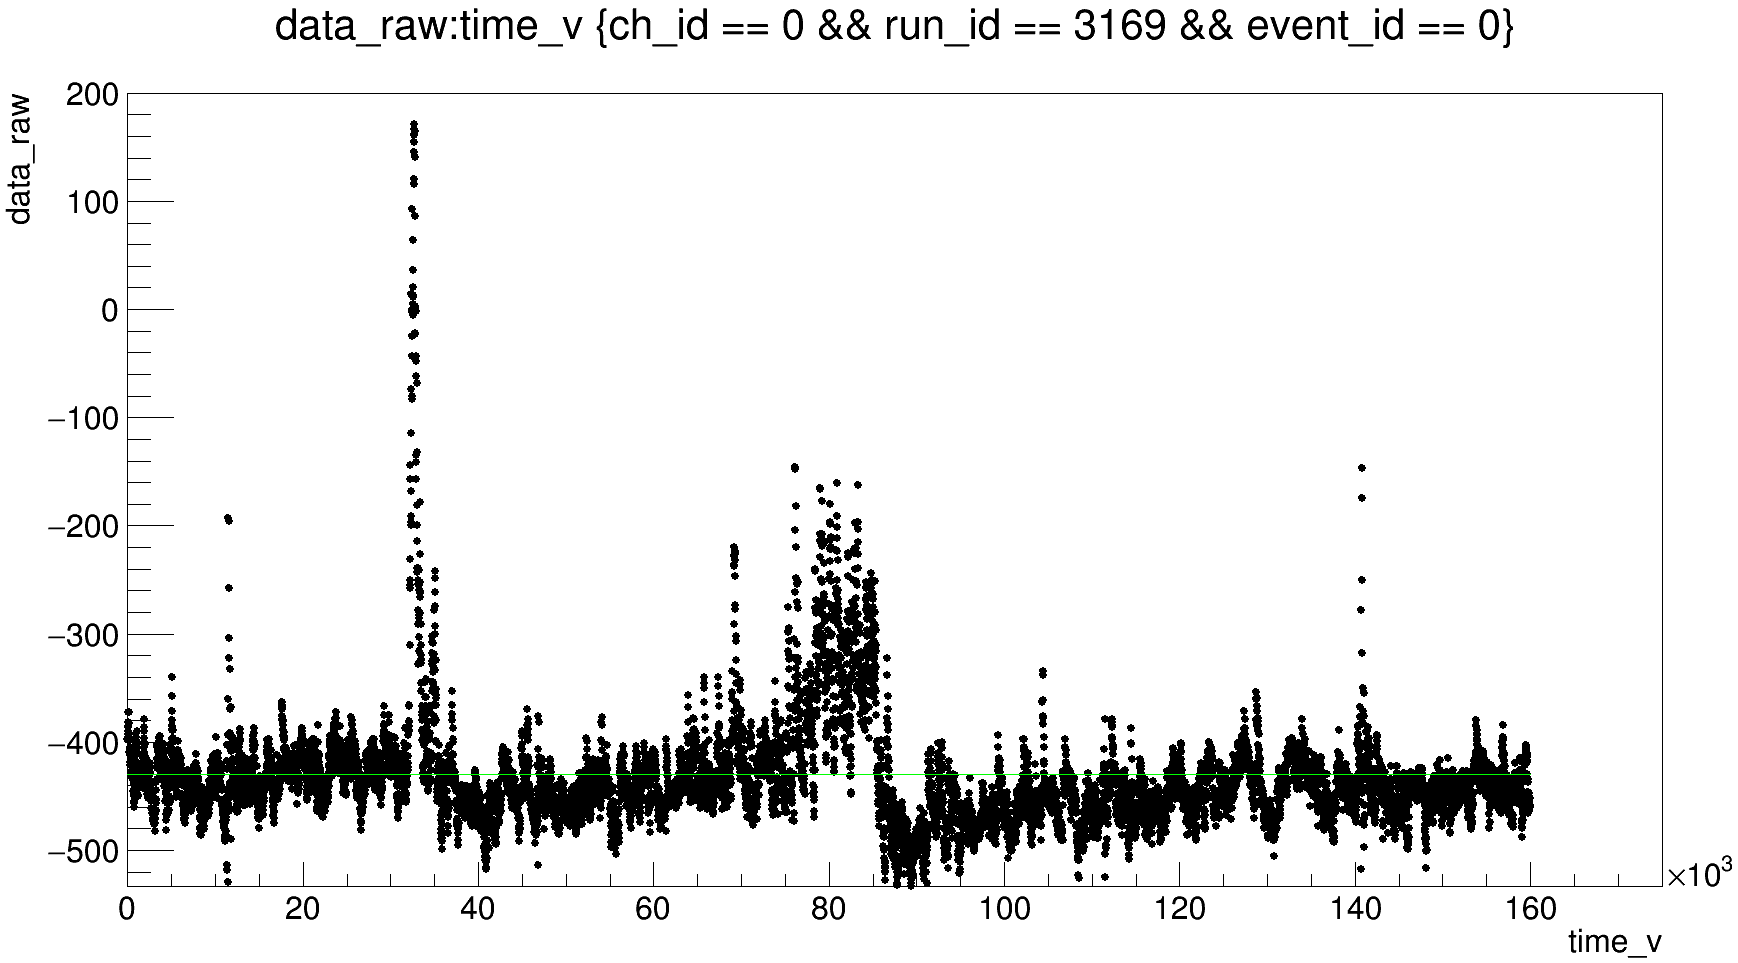 data_raw:time_v {ch_id == 0 && run_id == 3169 && event_id == 0}
data_raw
200
100
0
−100
−200
−300
−400
−500
0 20 40 60 80 100 120 140 160
×10³
time_v